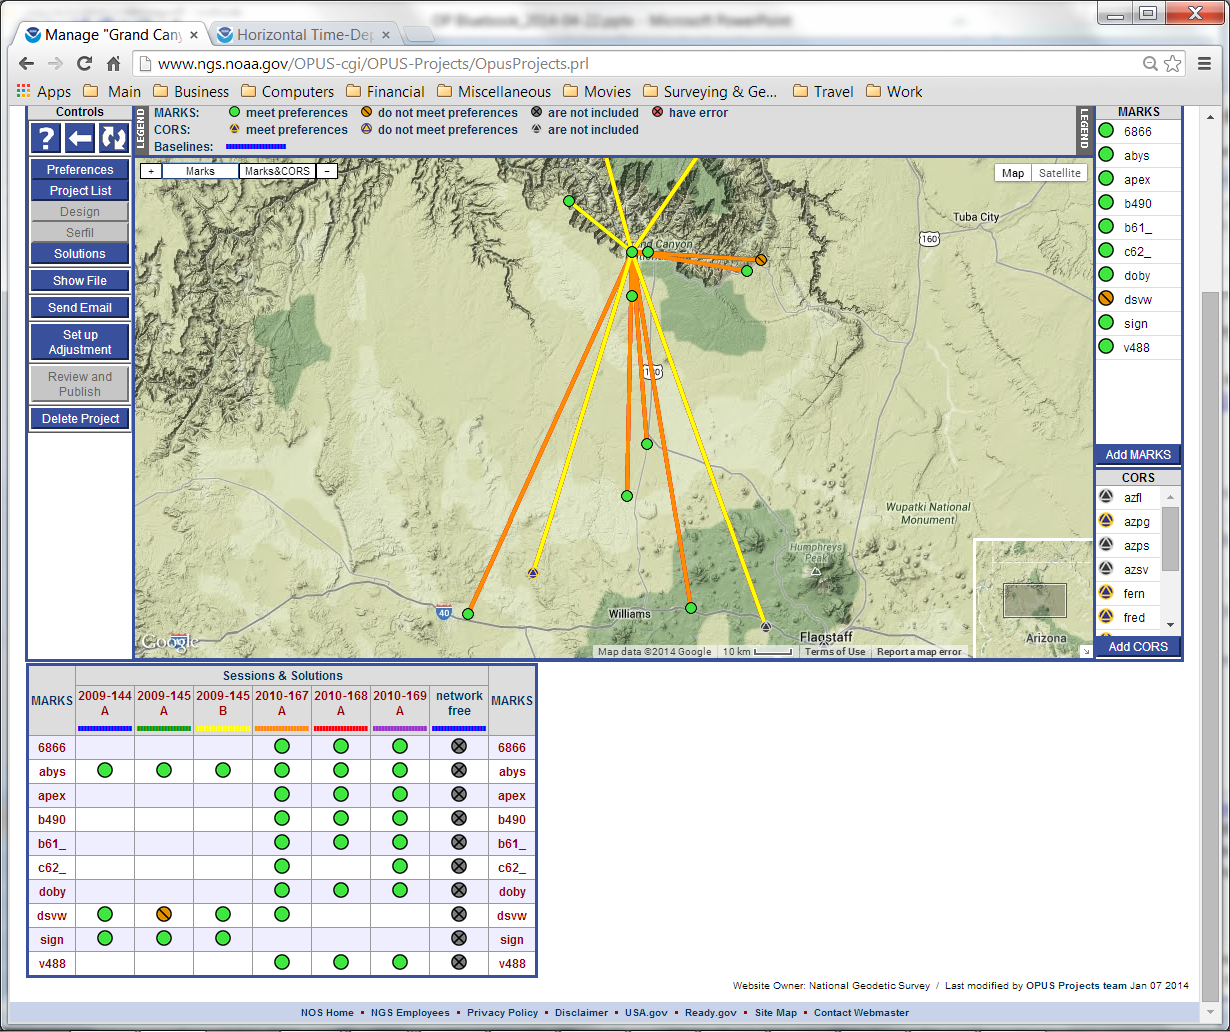 OP Bluebook_2014-04-22.pptx - Microsoft PowerPoint
Manage "Grand Cany ×
Horizontal Time-Dep ×
www.ngs.noaa.gov/OPUS-cgi/OPUS-Projects/OpusProjects.prl
Apps Main Business Computers Financial Miscellaneous Movies Surveying & Ge... Travel Work
Controls
?
Preferences
Project List
Design
Serfil
Solutions
Show File
Send Email
Set up
Adjustment
Review and
Publish
Delete Project
LEGEND
MARKS: meet preferences do not meet preferences are not included have error
CORS: meet preferences do not meet preferences are not included
Baselines:
LEGEND
+ Marks Marks&CORS -
Map Satellite
Tuba City
160
Grand Canyon
180
Wupatki National
Monument
Humphreys
Peak
40
Williams
Flagstaff
Arizona
Google
Map data ©2014 Google 10 km Terms of Use Report a map error
MARKS
6866
abys
apex
b490
b61_
c62_
doby
dsvw
sign
v488
Add MARKS
CORS
azfl
azpg
azps
azsv
fern
fred
Add CORS
Sessions & Solutions
MARKS 2009-144 2009-145 2009-145 2010-167 2010-168 2010-169 network MARKS
A A B A A A free
6866 6866
abys abys
apex apex
b490 b490
b61_ b61_
c62_ c62_
doby doby
dsvw dsvw
sign sign
v488 v488
Website Owner: National Geodetic Survey / Last modified by OPUS Projects team Jan 07 2014
NOS Home ▪ NGS Employees ▪ Privacy Policy ▪ Disclaimer ▪ USA.gov ▪ Ready.gov ▪ Site Map ▪ Contact Webmaster